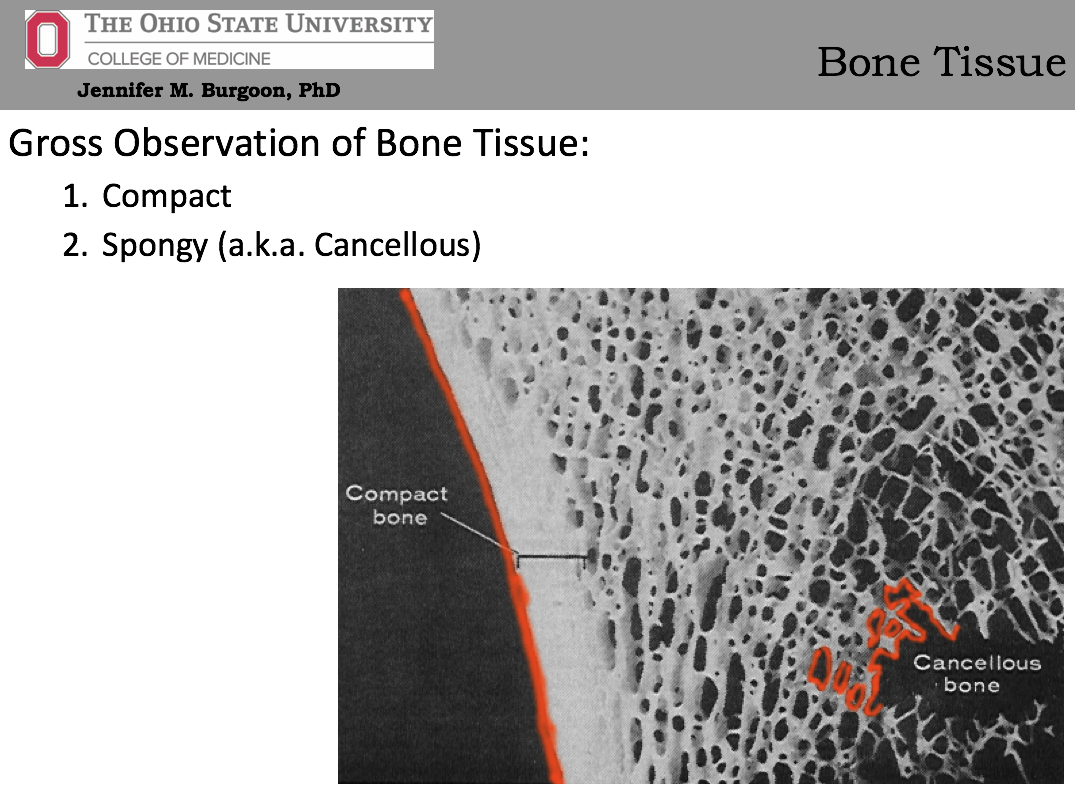 THE OHIO STATE UNIVERSITY
COLLEGE OF MEDICINE
Jennifer M. Burgoon, PhD
Bone Tissue
Gross Observation of Bone Tissue:
1. Compact
2. Spongy (a.k.a. Cancellous)
Compact
bone
Cancellous
bone